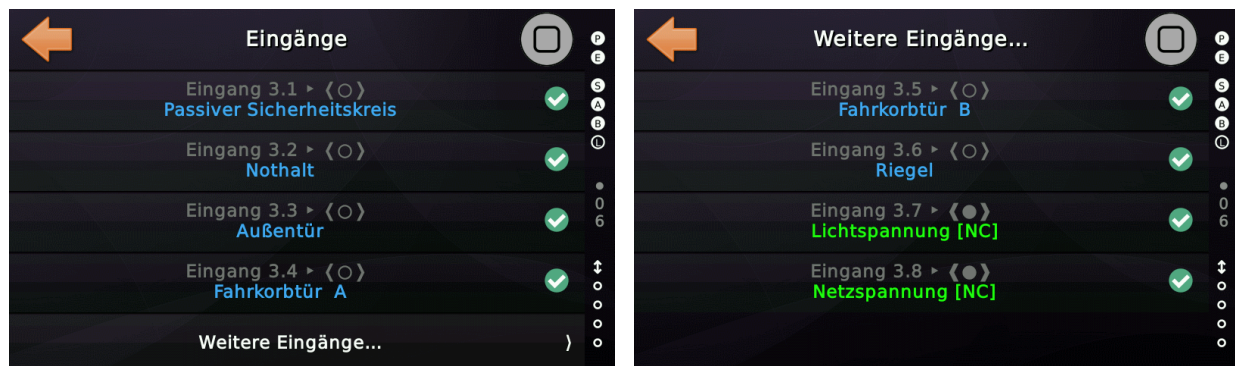 Eingänge
Eingang 3.1 ▸ ❬○❭
Passiver Sicherheitskreis
Eingang 3.2 ▸ ❬○❭
Nothalt
Eingang 3.3 ▸ ❬○❭
Außentür
Eingang 3.4 ▸ ❬○❭
Fahrkorbtür A
Weitere Eingänge... ⟩
P
E
S
A
B
L
0
6
Weitere Eingänge...
Eingang 3.5 ▸ ❬○❭
Fahrkorbtür B
Eingang 3.6 ▸ ❬○❭
Riegel
Eingang 3.7 ▸ ❰●❱
Lichtspannung [NC]
Eingang 3.8 ▸ ❰●❱
Netzspannung [NC]
P
E
S
A
B
L
0
6